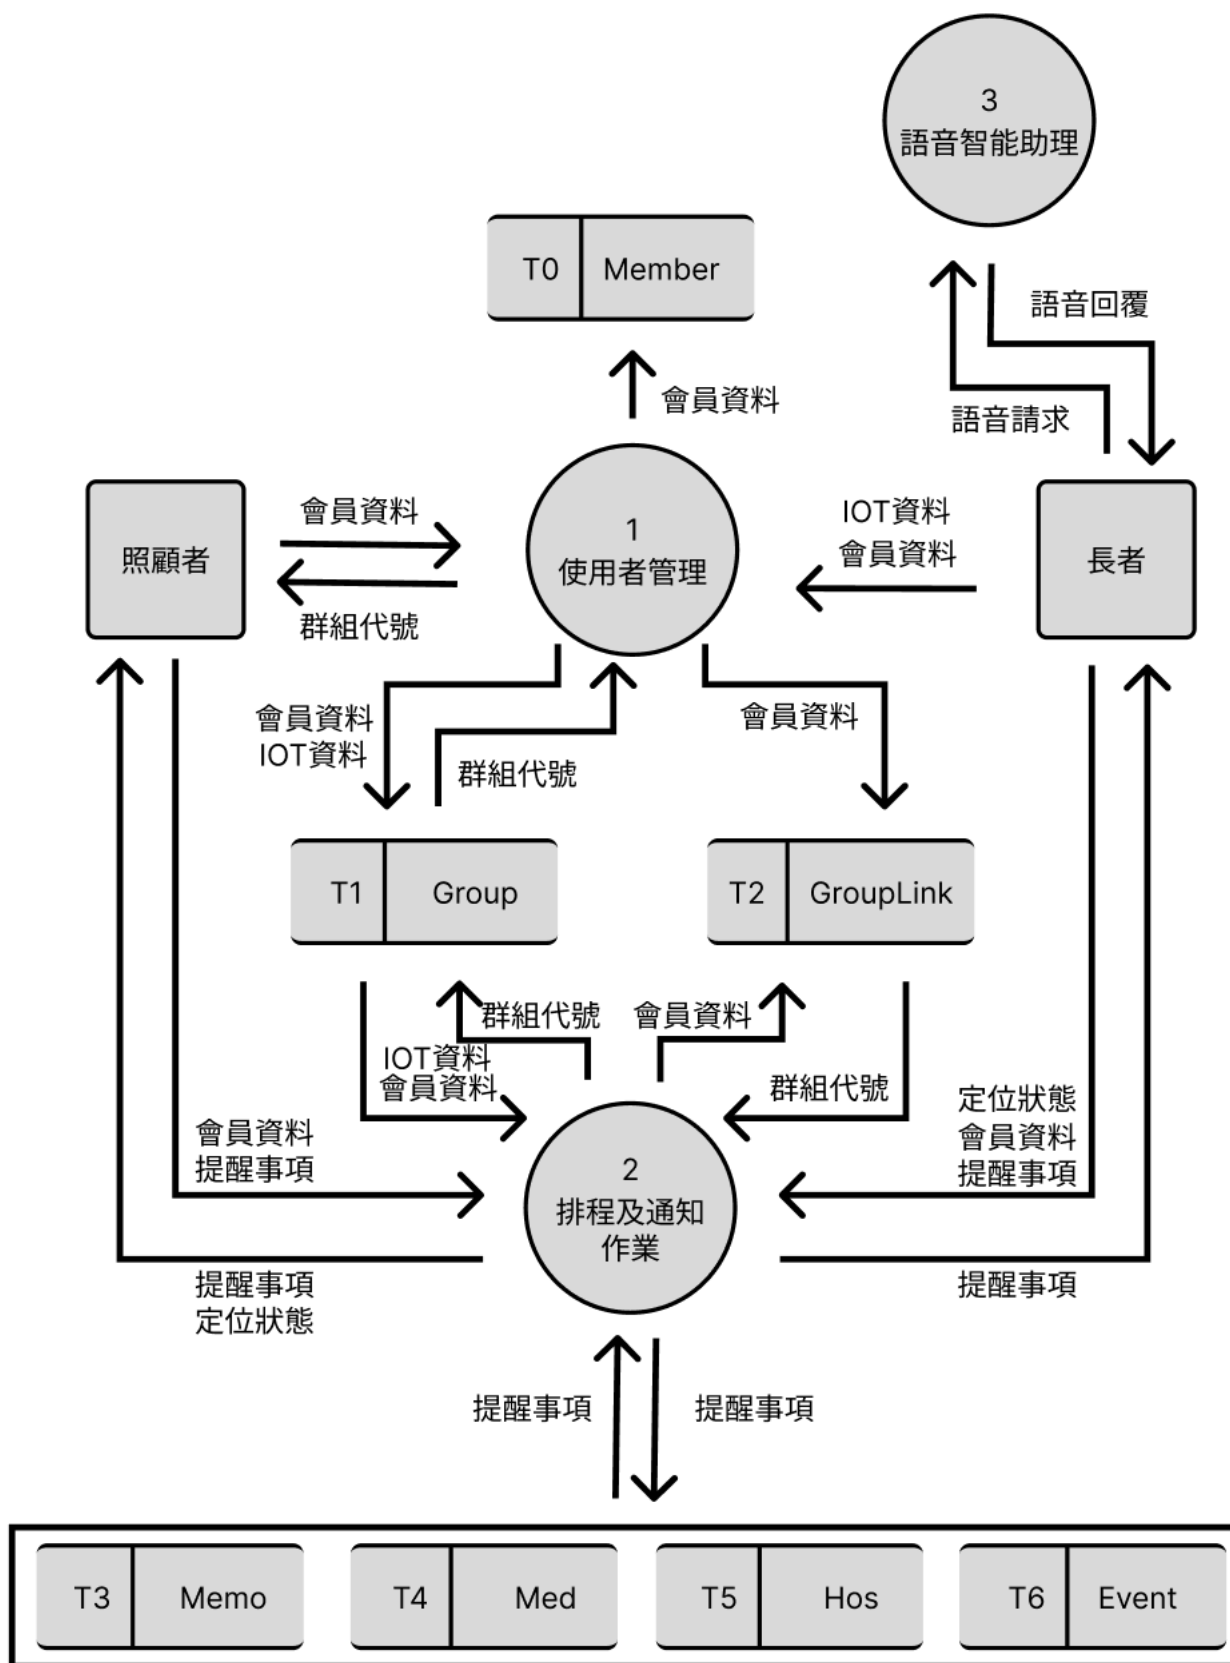 3
語音智能助理
T0
Member
語音回覆
會員資料
語音請求
照顧者
會員資料
群組代號
1
使用者管理
IOT資料
會員資料
長者
會員資料
IOT資料
群組代號
會員資料
T1
Group
T2
GroupLink
群組代號
會員資料
IOT資料
會員資料
群組代號
會員資料
提醒事項
2
排程及通知
作業
定位狀態
會員資料
提醒事項
提醒事項
定位狀態
提醒事項
提醒事項
提醒事項
T3
Memo
T4
Med
T5
Hos
T6
Event